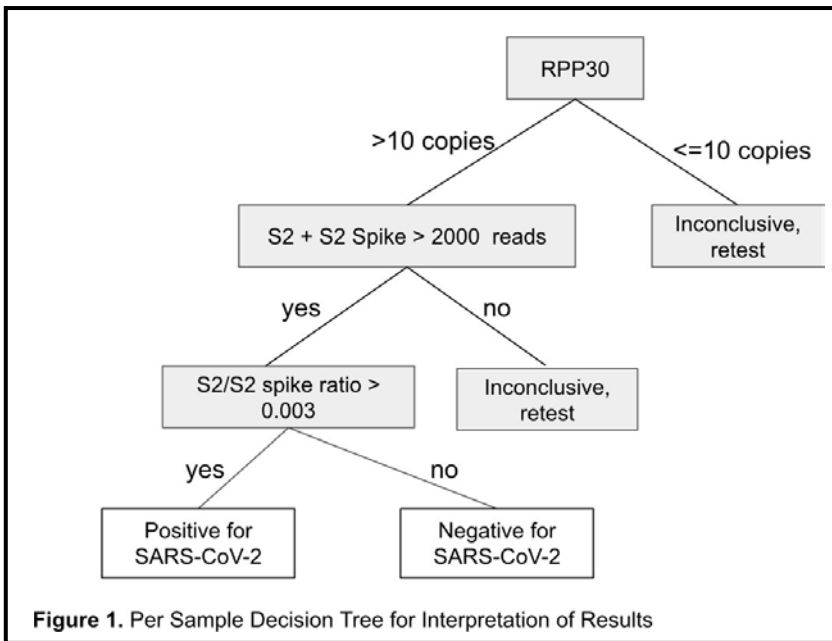 RPP30
>10 copies
<=10 copies
S2 + S2 Spike > 2000  reads
Inconclusive,
retest
yes
no
S2/S2 spike ratio >
0.003
Inconclusive,
retest
yes
no
Positive for
SARS-CoV-2
Negative for
SARS-CoV-2
Figure 1. Per Sample Decision Tree for Interpretation of Results